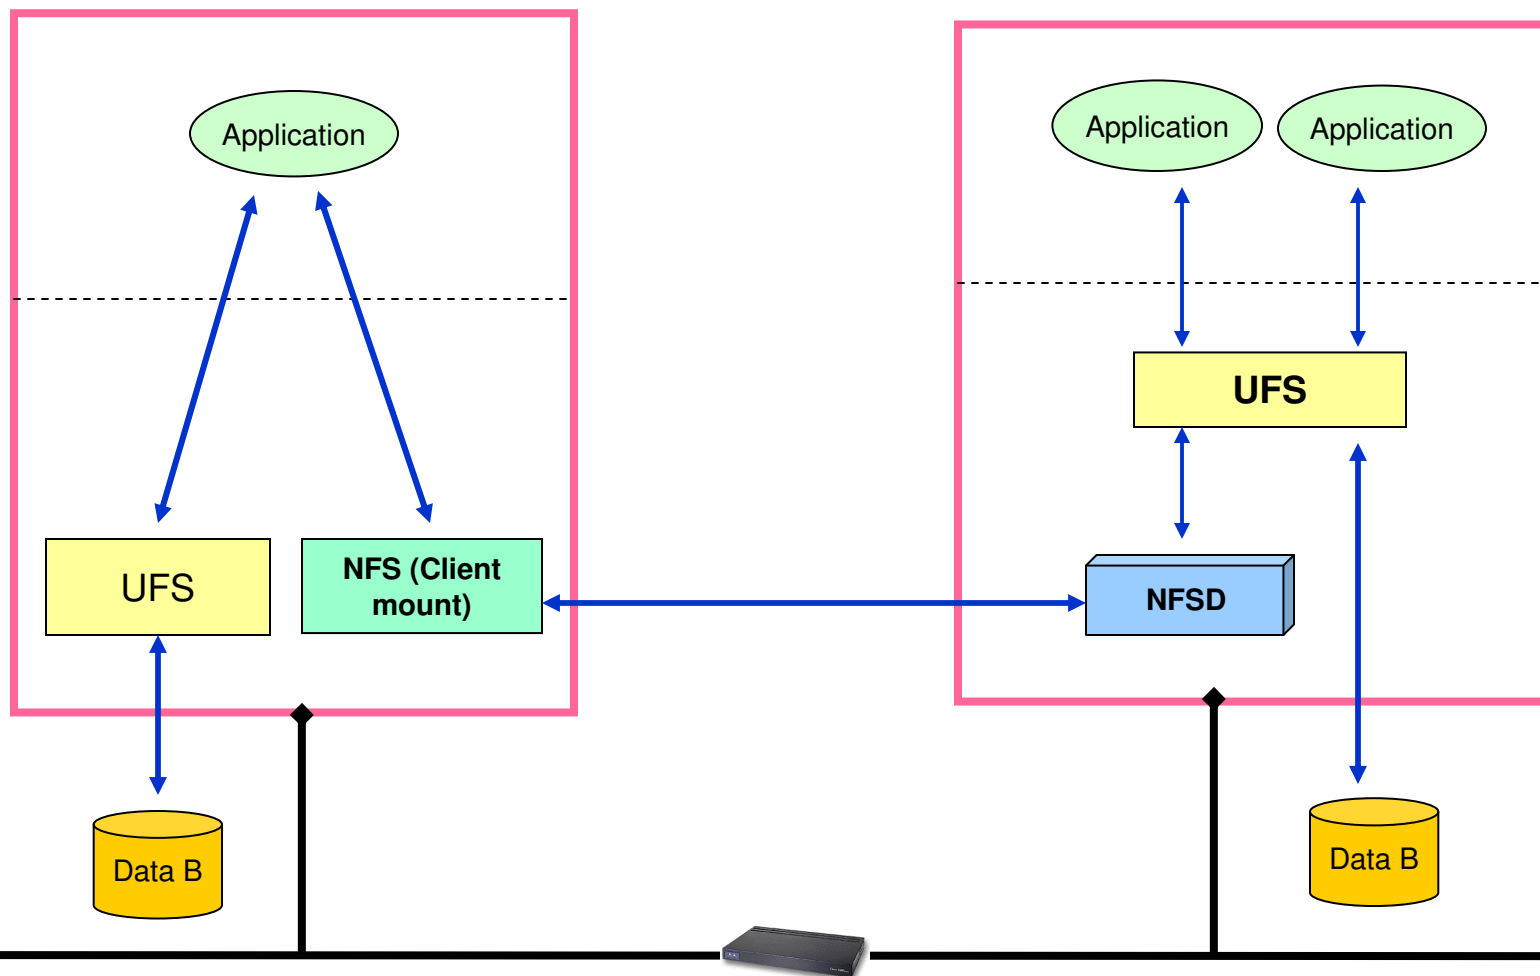 Application
Application
Application
UFS
UFS
NFS (Client
mount)
NFSD
Data B
Data B